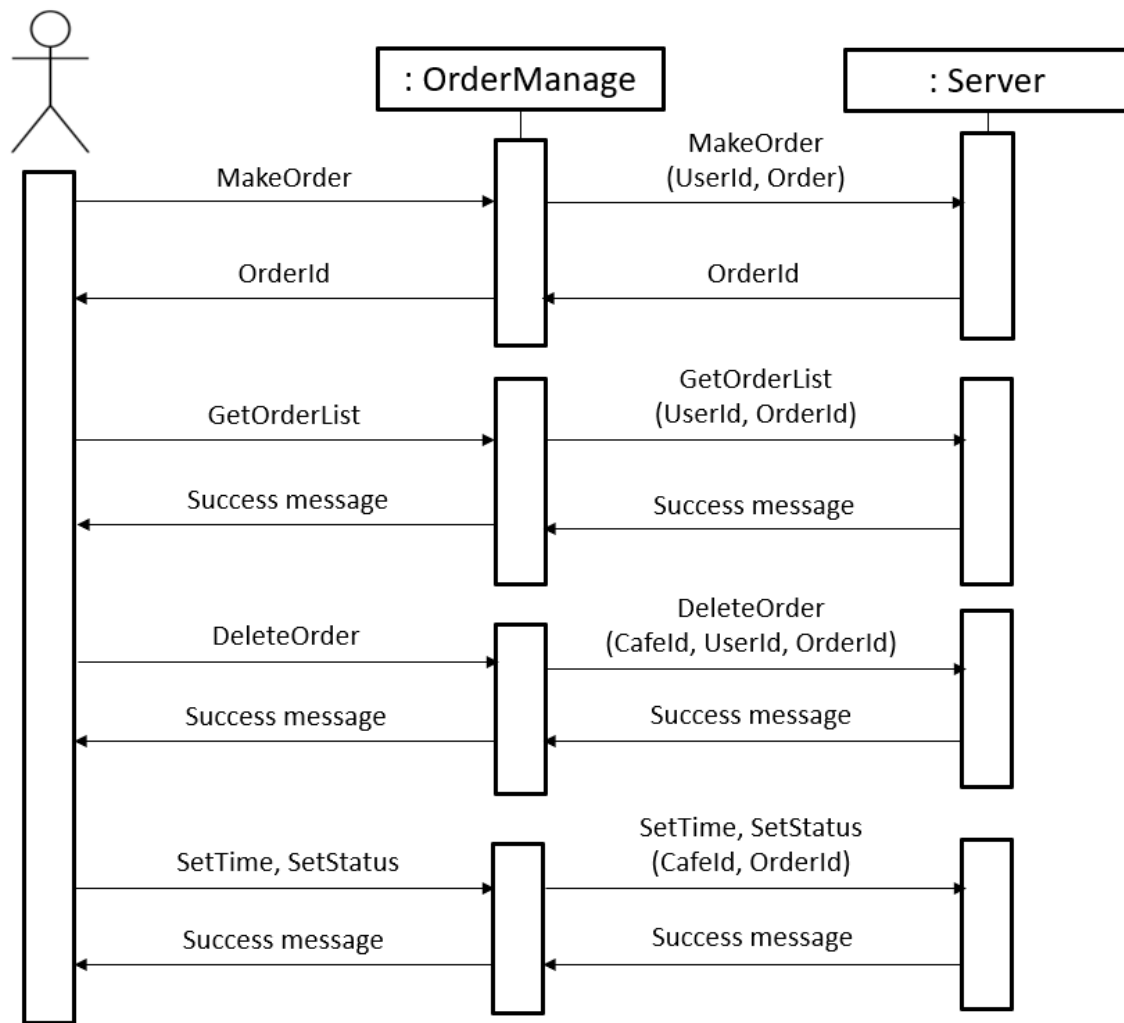 : OrderManage
: Server
MakeOrder
MakeOrder
(UserId, Order)
OrderId
OrderId
GetOrderList
GetOrderList
(UserId, OrderId)
Success message
Success message
DeleteOrder
DeleteOrder
(CafeId, UserId, OrderId)
Success message
Success message
SetTime, SetStatus
SetTime, SetStatus
(CafeId, OrderId)
Success message
Success message